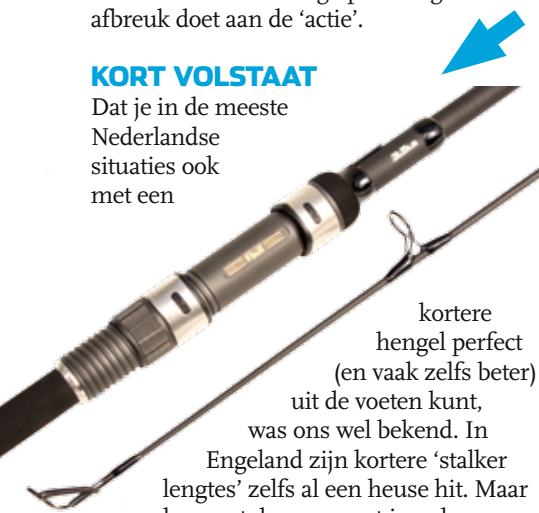 afbreuk doet aan de ‘actie’.
KORT VOLSTAAT
Dat je in de meeste
Nederlandse
situaties ook
met een
kortere
hengel perfect
(en vaak zelfs beter)
uit de voeten kunt,
was ons wel bekend. In
Engeland zijn kortere ‘stalker
lengtes’ zelfs al een heuse hit. Maar